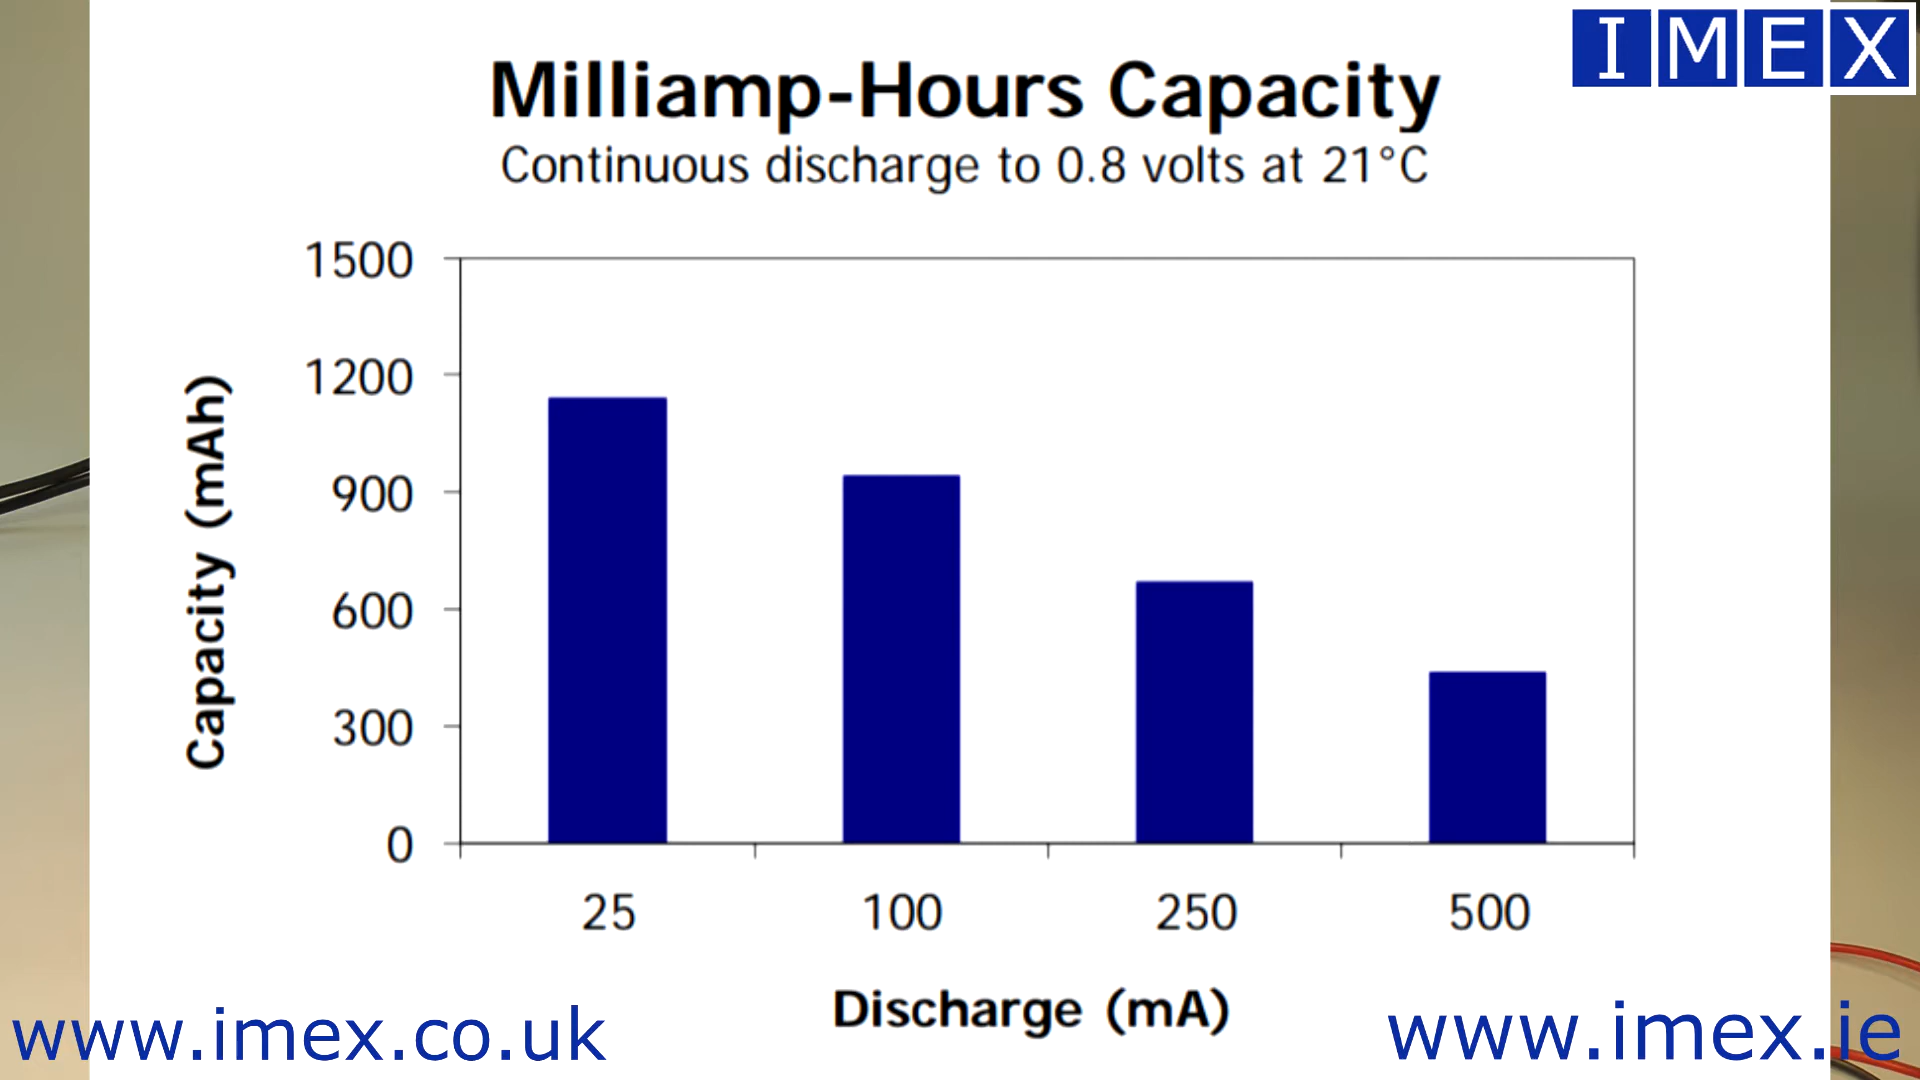 IMEX
Milliamp-Hours Capacity
Continuous discharge to 0.8 volts at 21°C
Capacity (mAh)
1500
1200
900
600
300
0
25 100 250 500
Discharge (mA)
www.imex.co.uk www.imex.ie